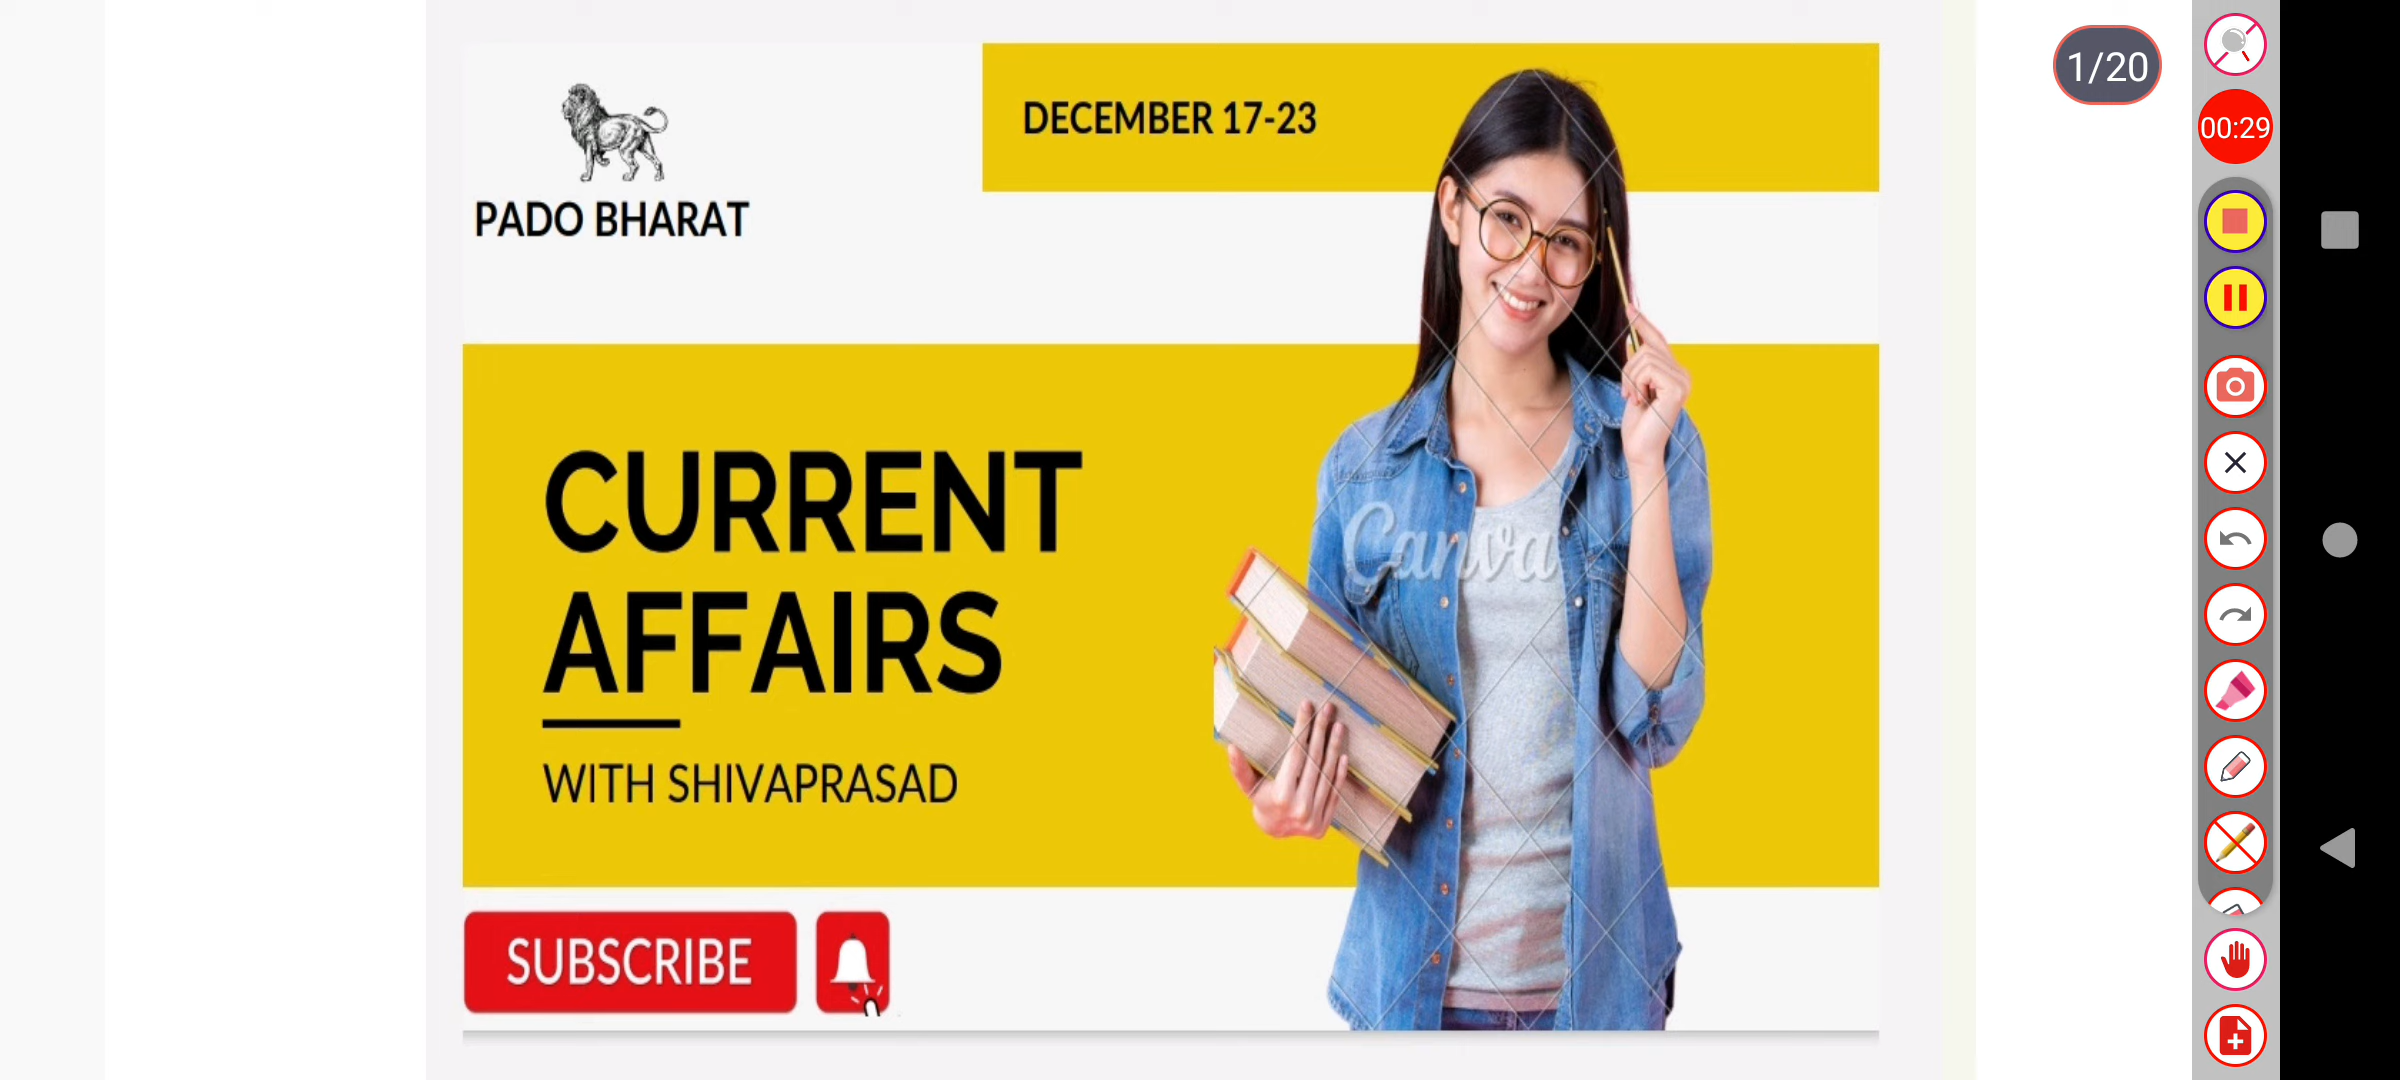 PADO BHARAT
DECEMBER 17-23
CURRENT
AFFAIRS
WITH SHIVAPRASAD
Canva
SUBSCRIBE
1/20
00:29